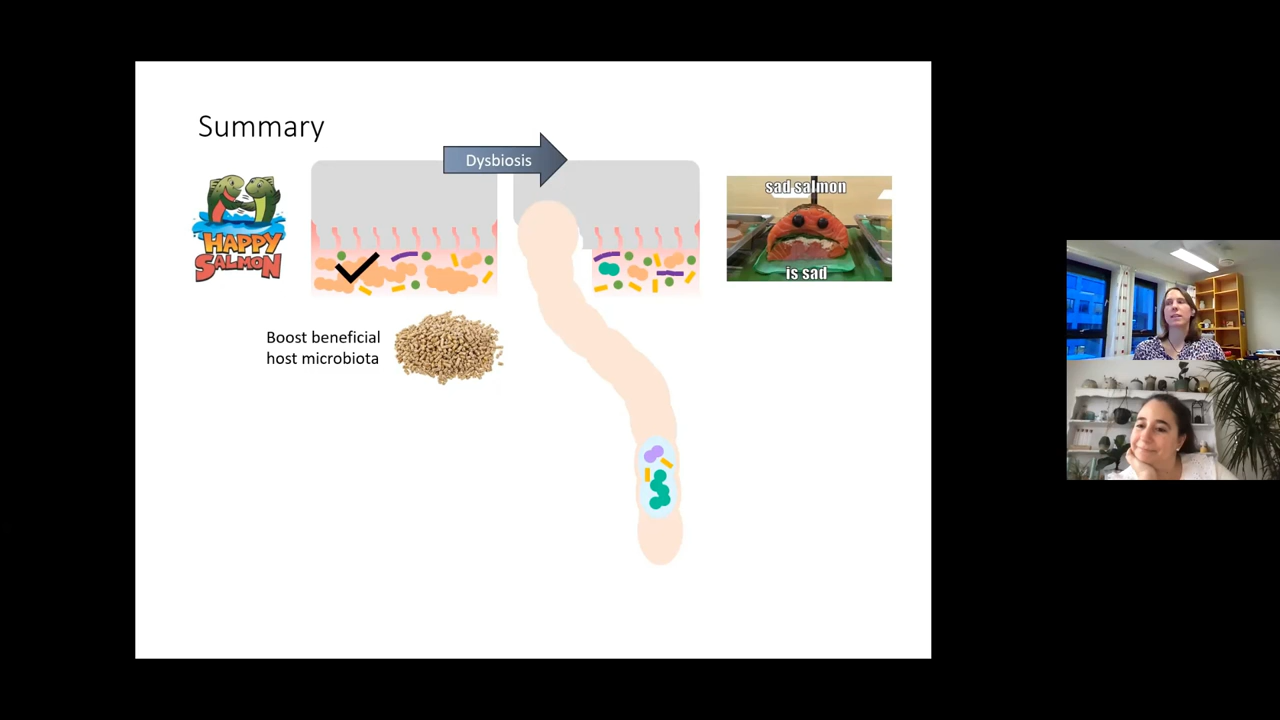 Summary
Dysbiosis
HAPPY
SALMON
sad salmon
is sad
Boost beneficial
host microbiota